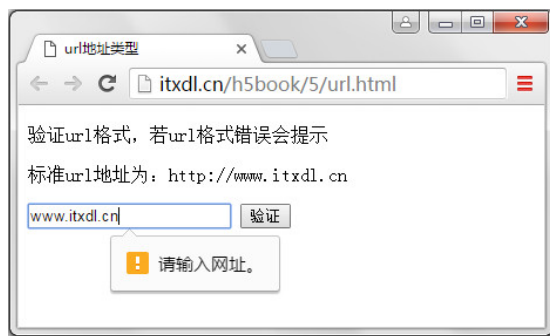 url地址类型
itxdl.cn/h5book/5/url.html
验证url格式，若url格式错误会提示
标准url地址为：http://www.itxdl.cn
www.itxdl.cn 验证
请输入网址。